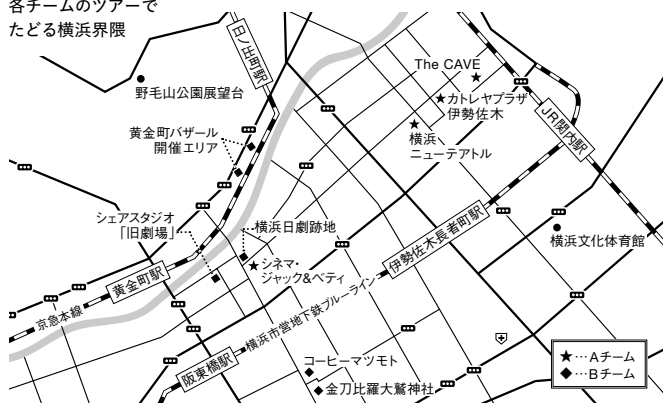 各チームのツアーで
たどる横浜界隈
日ノ出町駅
The CAVE
野毛山公園展望台
カトレヤプラザ
伊勢佐木
横浜
ニューテアトル
JR関内駅
黄金町バザール
開催エリア
シェアスタジオ
「旧劇場」
横浜日劇跡地
シネマ・
ジャック&ベティ
伊勢佐木長者町駅
横浜文化体育館
黄金町駅
京急本線
横浜市営地下鉄ブルーライン
阪東橋駅
コーヒーマツモト
金刀比羅大鷲神社
★…Aチーム
◆…Bチーム